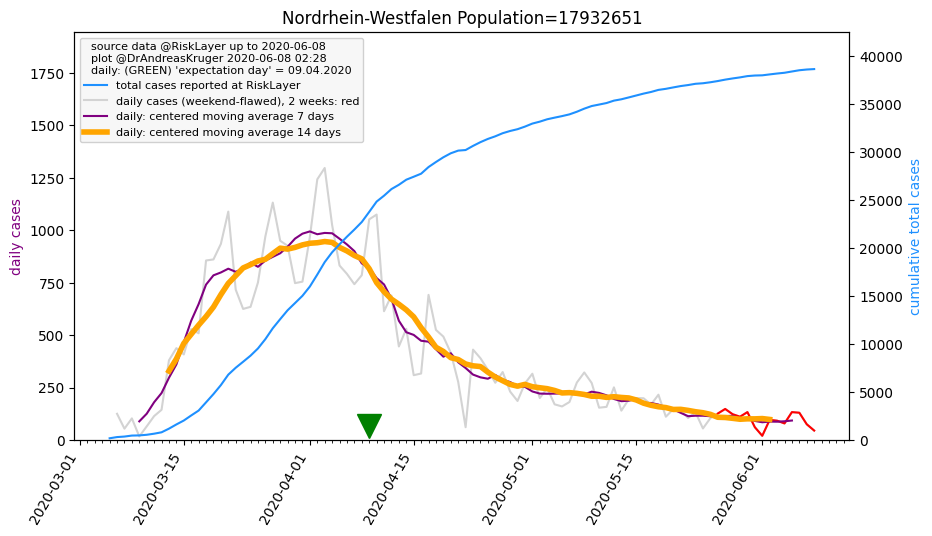 Nordrhein-Westfalen Population=17932651
source data @RiskLayer up to 2020-06-08
plot @DrAndreasKruger 2020-06-08 02:28
daily: (GREEN) 'expectation day' = 09.04.2020
total cases reported at RiskLayer
daily cases (weekend-flawed), 2 weeks: red
daily: centered moving average 7 days
daily: centered moving average 14 days
daily cases
1750
1500
1250
1000
750
500
250
0
40000
35000
30000
25000
20000
15000
10000
5000
0
cumulative total cases
2020-03-01
2020-03-15
2020-04-01
2020-04-15
2020-05-01
2020-05-15
2020-06-01